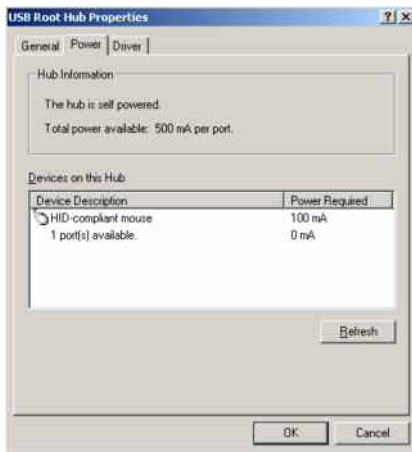 USB Root Hub Properties
General Power Driver
Hub Information
The hub is self powered.
Total power available: 500 mA per port.
Devices on this Hub
Device Description Power Required
HID-compliant mouse 100 mA
1 port(s) available. 0 mA
Refresh
OK Cancel